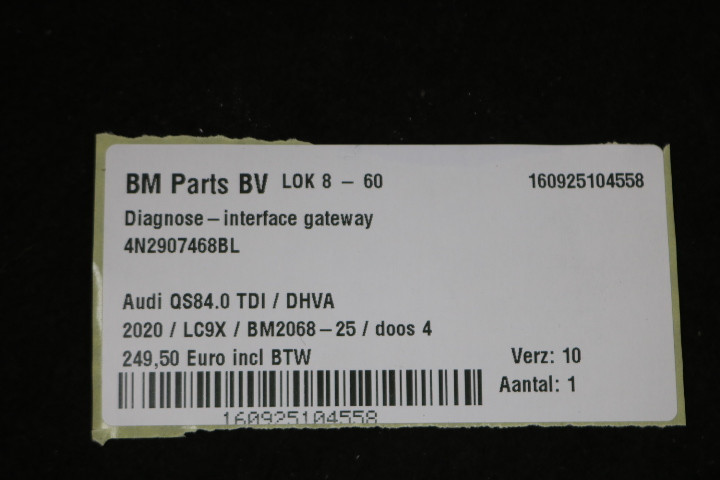 BM Parts BV LOK 8 - 60 160925104558
Diagnose-interface gateway
4N2907468BL
Audi QS84.0 TDI / DHVA
2020 / LC9X / BM2068-25 / doos 4
249,50 Euro incl BTW Verz: 10
Aantal: 1
160925104558